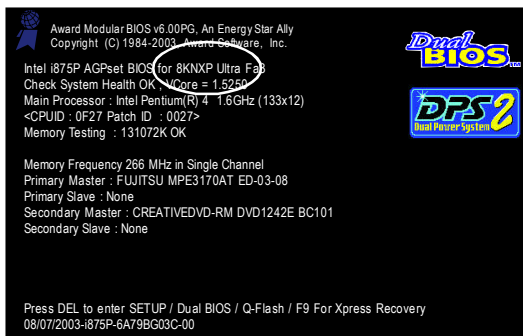 Award Modular BIOS v6.00PG, An Energy Star Ally
Copyright (C) 1984-2003, Award Software, Inc.
Dual
BIOS
Intel i875P AGPset BIOS for 8KNXP Ultra Fa3
Check System Health OK , VCore = 1.5250
Main Processor : Intel Pentium(R) 4 1.6GHz (133x12)
<CPUID : 0F27 Patch ID : 0027>
Memory Testing : 131072K OK
DPS 2
Dual Power System
Memory Frequency 266 MHz in Single Channel
Primary Master : FUJITSU MPE3170AT ED-03-08
Primary Slave : None
Secondary Master : CREATIVEDVD-RM DVD1242E BC101
Secondary Slave : None
Press DEL to enter SETUP / Dual BIOS / Q-Flash / F9 For Xpress Recovery
08/07/2003-i875P-6A79BG03C-00